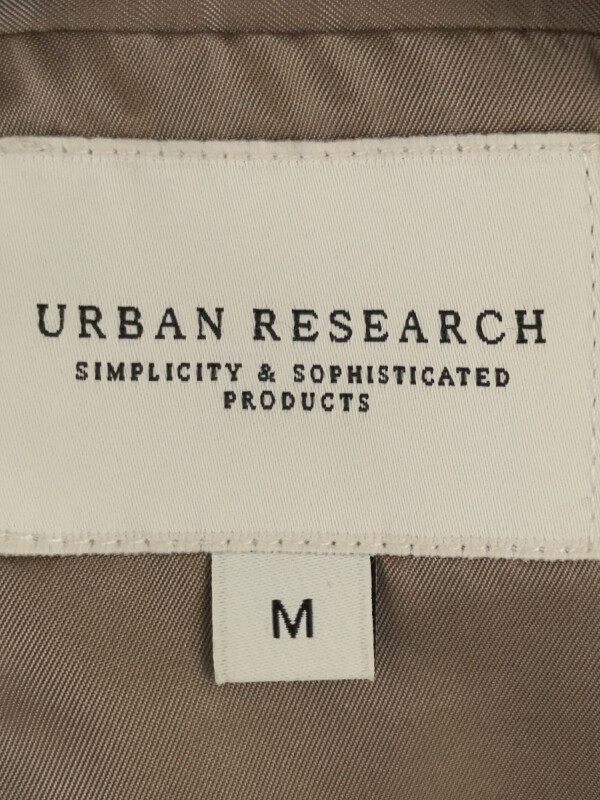 URBAN RESEARCH
SIMPLICITY & SOPHISTICATED
PRODUCTS
M